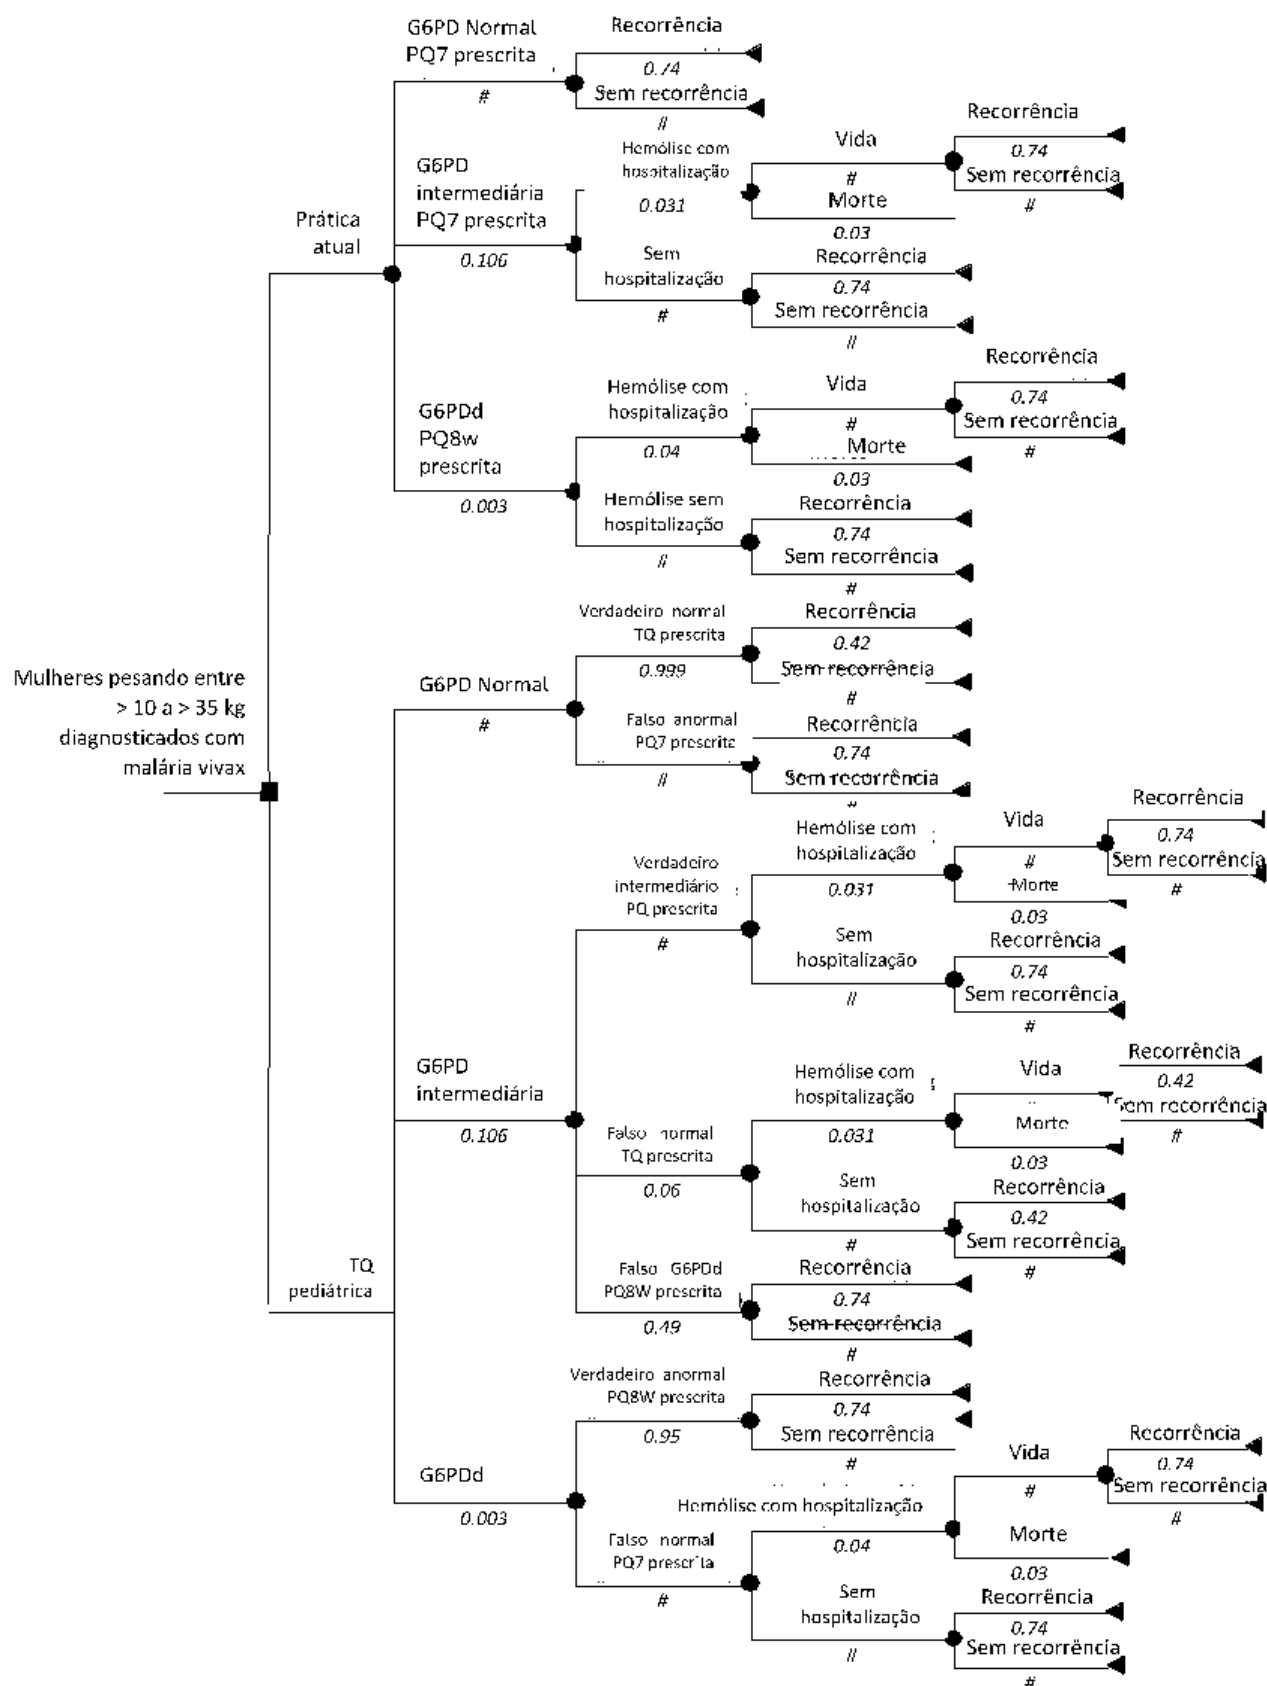 G6PD Normal
PQ7 prescrita
#
Recorrência
0.74
Sem recorrência
#
G6PD
intermediária
PQ7 prescrita
0.106
Hemólise com
hospitalização
0.031
Vida
#
Morte
0.03
Recorrência
0.74
Sem recorrência
#
Sem
hospitalização
#
Recorrência
0.74
Sem recorrência
#
Prática
atual
G6PDd
PQ8w
prescrita
0.003
Hemólise com
hospitalização
0.04
Vida
#
Morte
0.03
Recorrência
0.74
Sem recorrência
#
Hemólise sem
hospitalização
#
Recorrência
0.74
Sem recorrência
#
Mulheres pesando entre
> 10 a > 35 kg
diagnosticados com
malária vivax
G6PD Normal
#
Verdadeiro normal
TQ prescrita
0.999
Recorrência
0.42
Sem recorrência
#
Falso anormal
PQ7 prescrita
#
Recorrência
0.74
Sem recorrência
#
Verdadeiro
intermediário
PQ prescrita
#
Hemólise com
hospitalização
0.031
Vida
#
Morte
0.03
Recorrência
0.74
Sem recorrência
#
Sem
hospitalização
#
Recorrência
0.74
Sem recorrência
#
G6PD
intermediária
0.106
Falso normal
TQ prescrita
0.06
Hemólise com
hospitalização
0.031
Vida
Morte
0.03
Recorrência
0.42
Sem recorrência
#
Sem
hospitalização
#
Recorrência
0.42
Sem recorrência
#
TQ
pediátrica
Falso G6PDd
PQ8W prescrita
0.49
Recorrência
0.74
Sem recorrência
#
G6PDd
0.003
Verdadeiro anormal
PQ8W prescrita
0.95
Recorrência
0.74
Sem recorrência
#
Falso normal
PQ7 prescrita
#
Hemólise com hospitalização
0.04
Vida
#
Morte
0.03
Recorrência
0.74
Sem recorrência
#
Sem
hospitalização
#
Recorrência
0.74
Sem recorrência
#